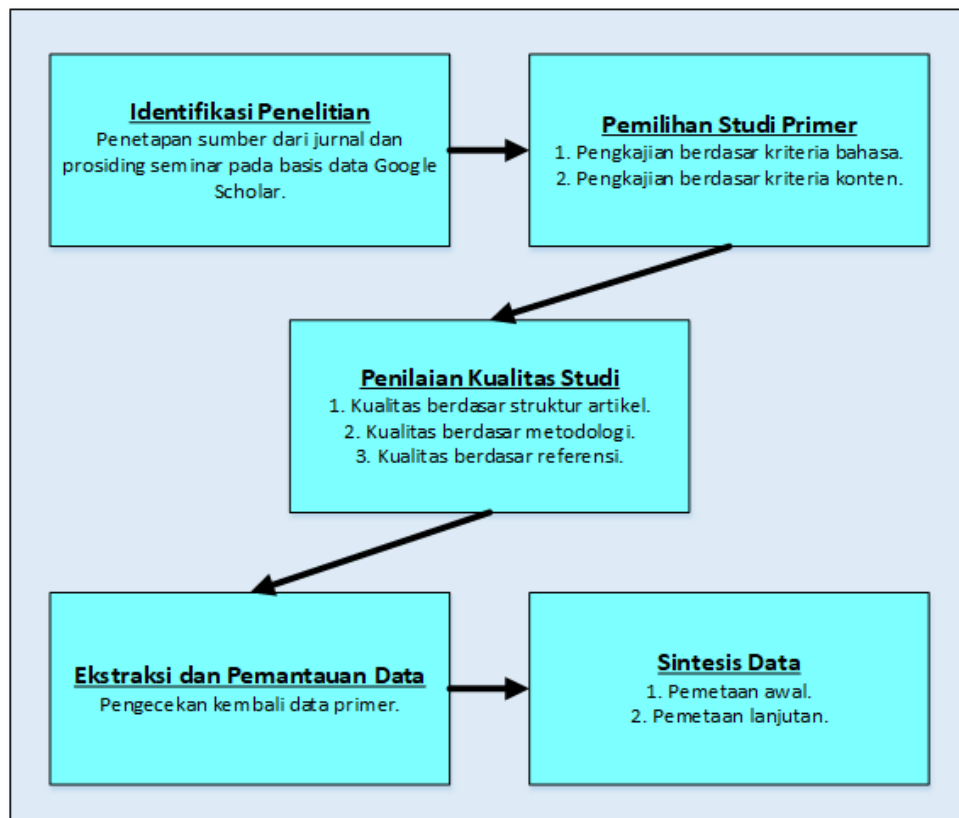 Identifikasi Penelitian
Penetapan sumber dari jurnal dan
prosiding seminar pada basis data Google
Scholar.
Pemilihan Studi Primer
1. Pengkajian berdasar kriteria bahasa.
2. Pengkajian berdasar kriteria konten.
Penilaian Kualitas Studi
1. Kualitas berdasar struktur artikel.
2. Kualitas berdasar metodologi.
3. Kualitas berdasar referensi.
Ekstraksi dan Pemantauan Data
Pengecekan kembali data primer.
Sintesis Data
1. Pemetaan awal.
2. Pemetaan lanjutan.